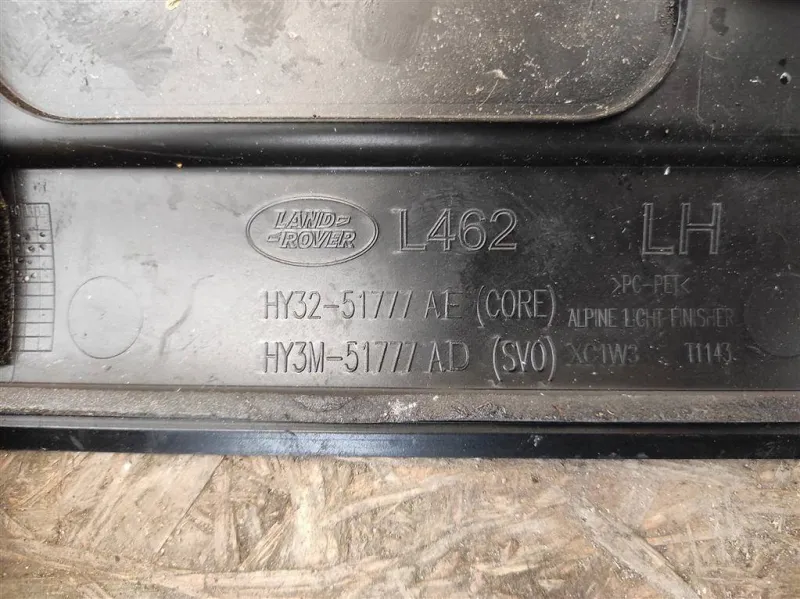 LAND-
-ROVER
L462 LH
HY32-51777 AE (CORE)
HY3M-51777 AD (SVO)
>PC-PET<
ALPINE LIGHT FINISHER
XC1W3 T1143